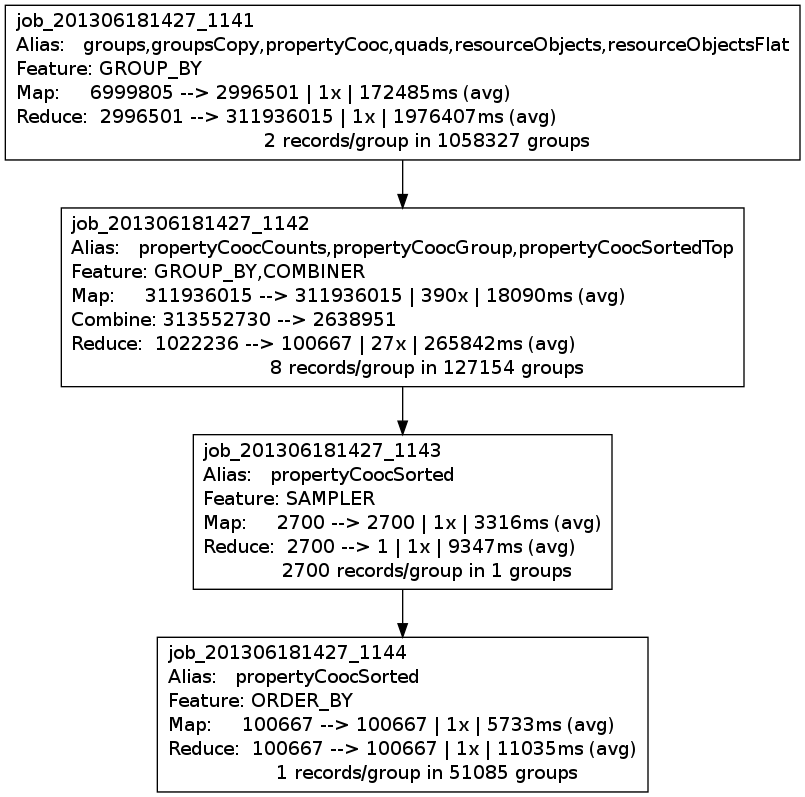 job_201306181427_1141
Alias: groups,groupsCopy,propertyCooc,quads,resourceObjects,resourceObjectsFlat
Feature: GROUP_BY
Map: 6999805 --> 2996501 | 1x | 172485ms (avg)
Reduce: 2996501 --> 311936015 | 1x | 1976407ms (avg)
2 records/group in 1058327 groups
job_201306181427_1142
Alias: propertyCoocCounts,propertyCoocGroup,propertyCoocSortedTop
Feature: GROUP_BY,COMBINER
Map: 311936015 --> 311936015 | 390x | 18090ms (avg)
Combine: 313552730 --> 2638951
Reduce: 1022236 --> 100667 | 27x | 265842ms (avg)
8 records/group in 127154 groups
job_201306181427_1143
Alias: propertyCoocSorted
Feature: SAMPLER
Map: 2700 --> 2700 | 1x | 3316ms (avg)
Reduce: 2700 --> 1 | 1x | 9347ms (avg)
2700 records/group in 1 groups
job_201306181427_1144
Alias: propertyCoocSorted
Feature: ORDER_BY
Map: 100667 --> 100667 | 1x | 5733ms (avg)
Reduce: 100667 --> 100667 | 1x | 11035ms (avg)
1 records/group in 51085 groups